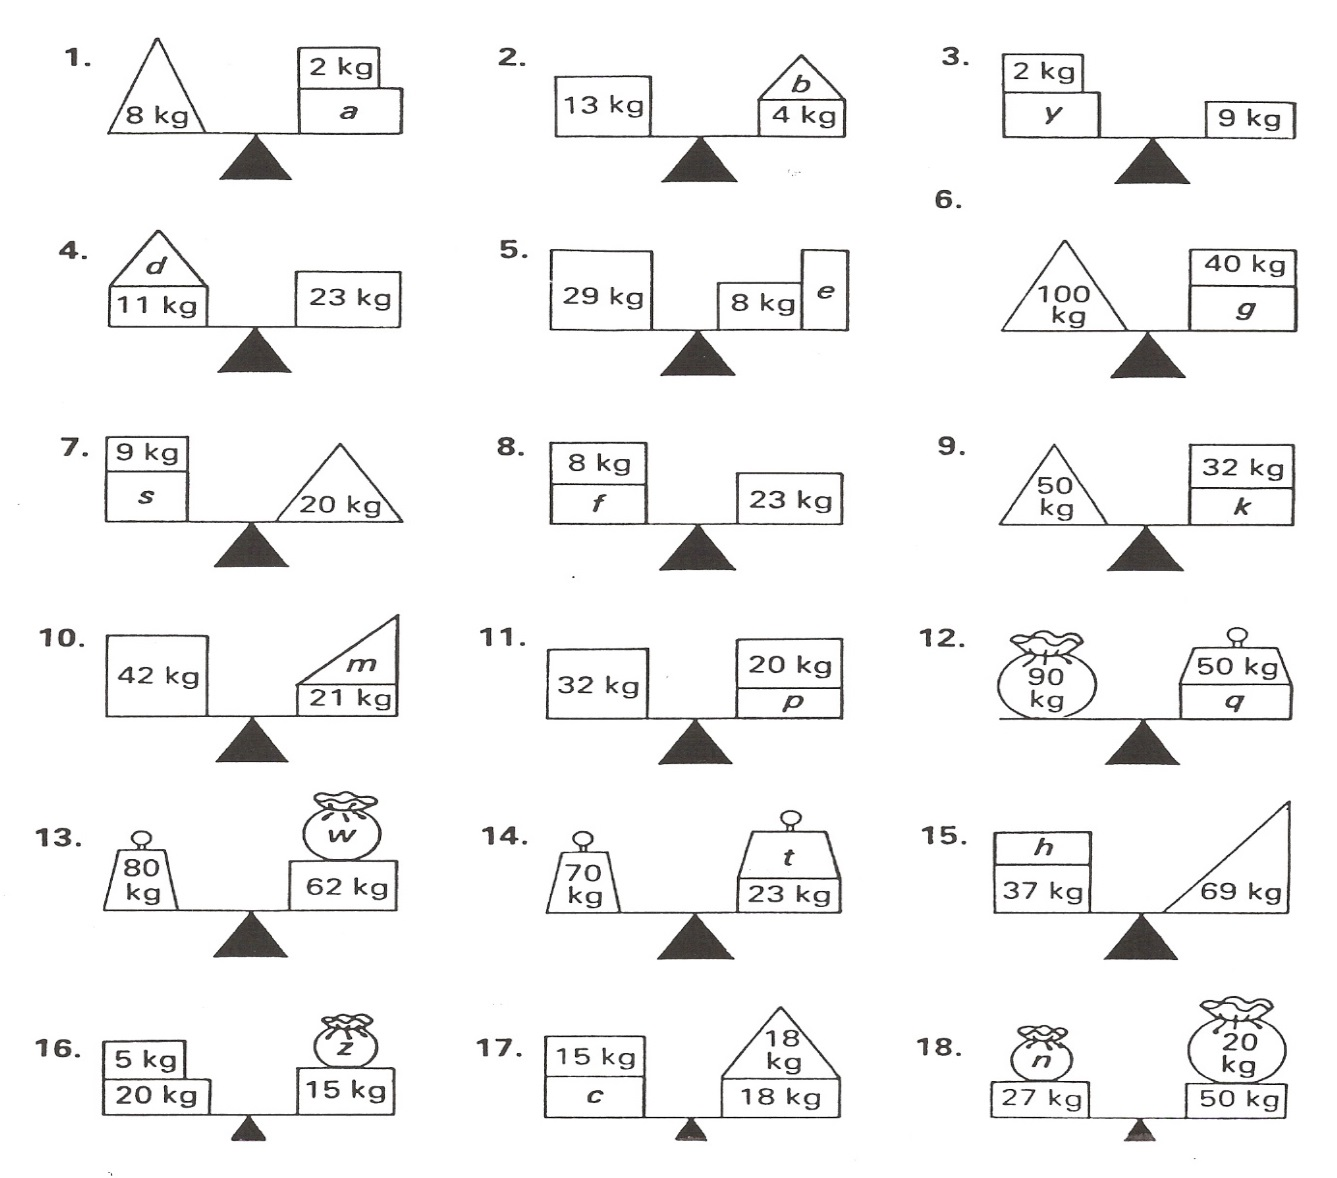 1.
8 kg
2 kg
a
2.
13 kg
b
4 kg
3.
2 kg
y
9 kg
4.
d
11 kg
23 kg
5.
29 kg
8 kg
e
6.
100
kg
40 kg
g
7.
9 kg
s
20 kg
8.
8 kg
f
23 kg
9.
50
kg
32 kg
k
10.
42 kg
m
21 kg
11.
32 kg
20 kg
p
12.
90
kg
50 kg
q
13.
80
kg
w
62 kg
14.
70
kg
t
23 kg
15.
h
37 kg
69 kg
16.
5 kg
20 kg
z
15 kg
17.
15 kg
c
18
kg
18 kg
18.
n
27 kg
20
kg
50 kg